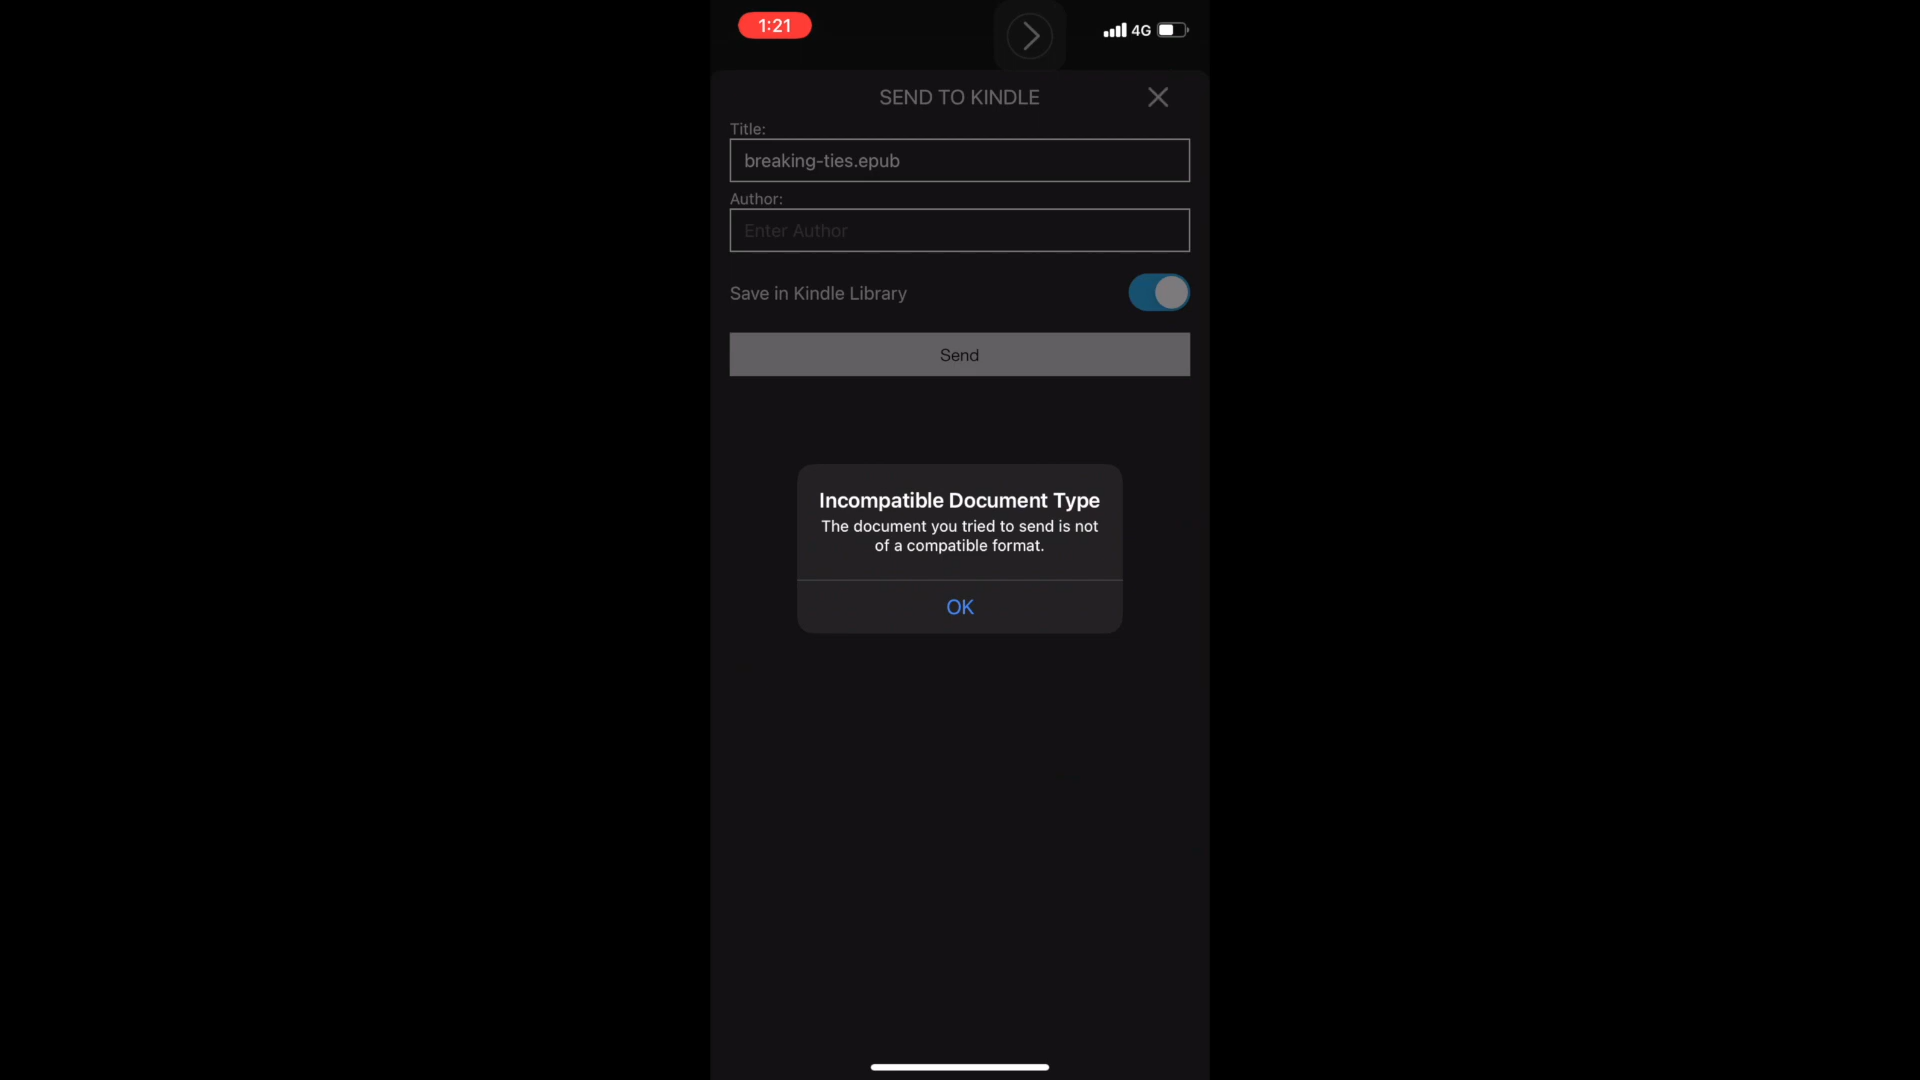 1:21
4G
SEND TO KINDLE
Title:
breaking-ties.epub
Author:
Enter Author
Save in Kindle Library
Send
Incompatible Document Type
The document you tried to send is not
of a compatible format.
OK